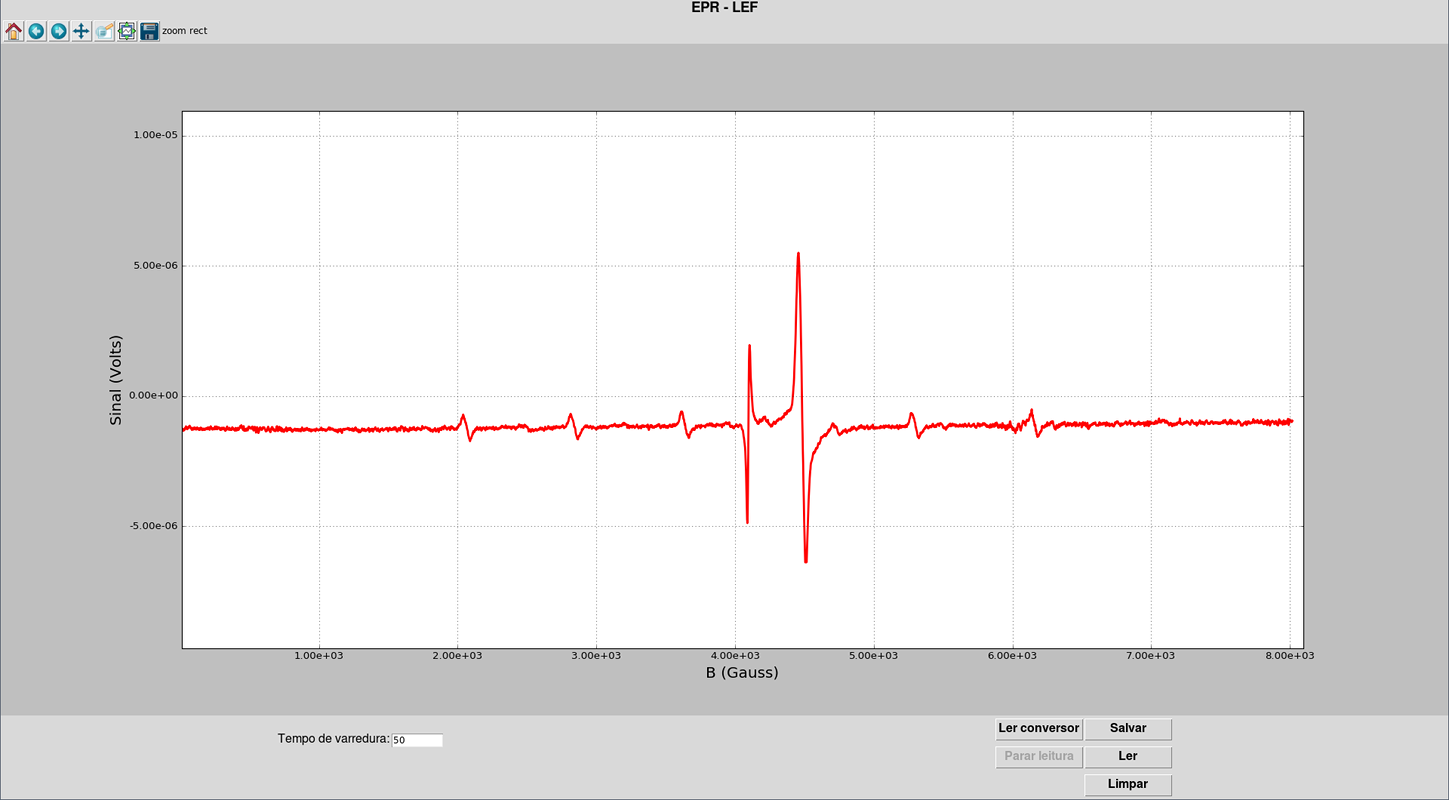 EPR - LEF
zoom rect
1.00e-05
5.00e-06
0.00e+00
-5.00e-06
Sinal (Volts)
1.00e+03 2.00e+03 3.00e+03 4.00e+03 5.00e+03 6.00e+03 7.00e+03 8.00e+03
B (Gauss)
Tempo de varredura: 50
Ler conversor Salvar
Parar leitura Ler
Limpar